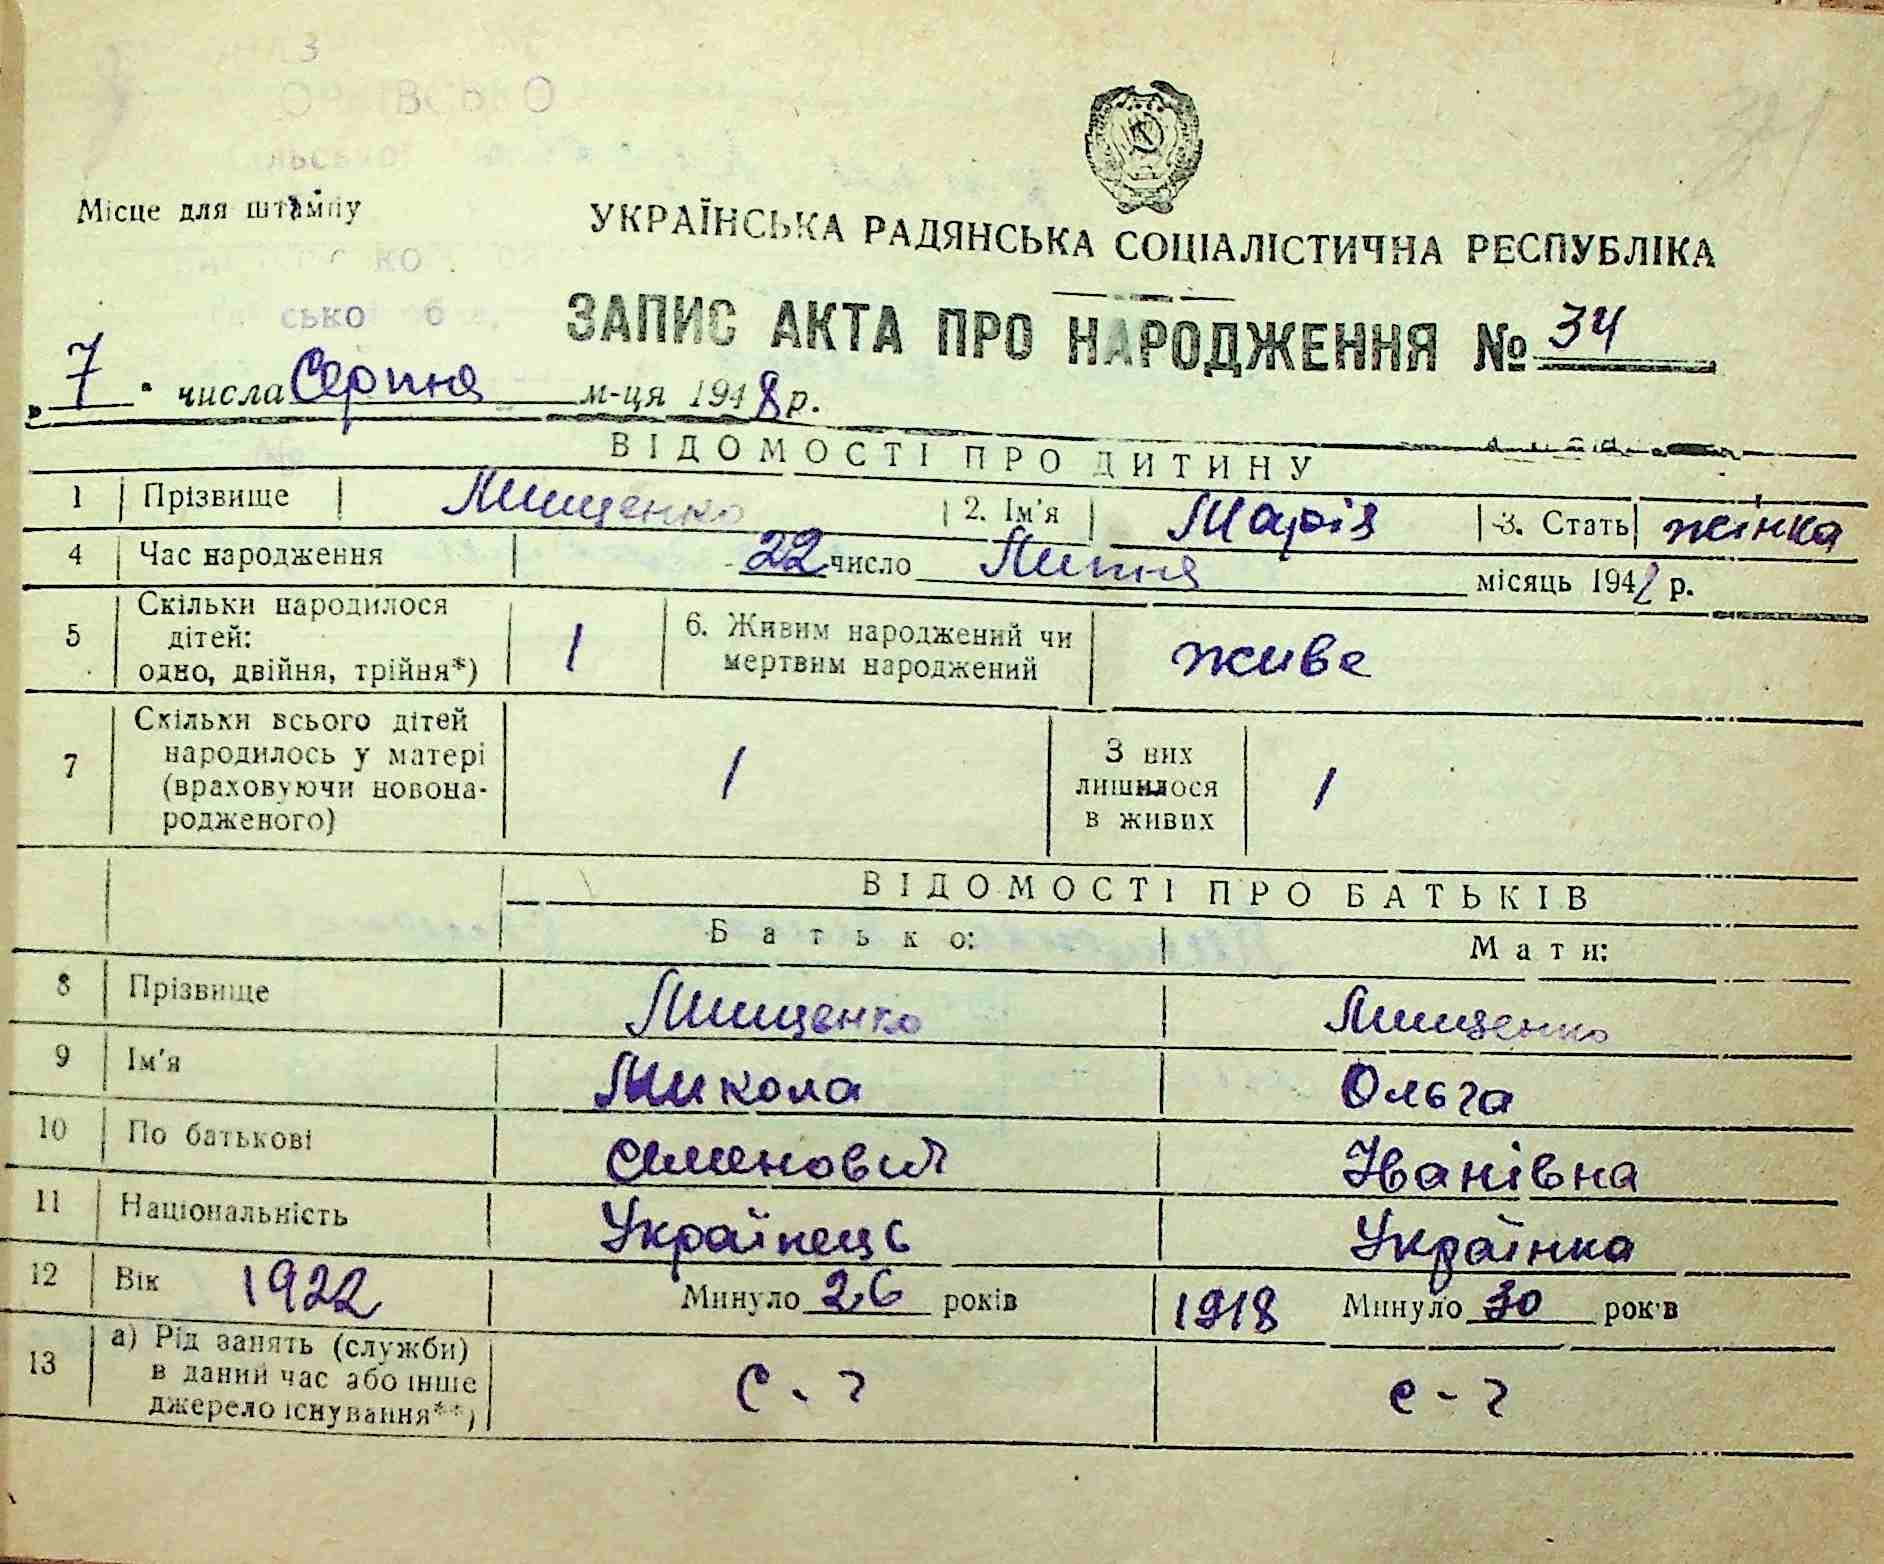 Місце для штампу
УКРАЇНСЬКА РАДЯНСЬКА СОЦІАЛІСТИЧНА РЕСПУБЛІКА
ЗАПИС АКТА ПРО НАРОДЖЕННЯ № 34
„ 7 " числа Серпня м-ця 1948 р.
ВІДОМОСТІ ПРО ДИТИНУ
1 Прізвище Мищенко 2. Ім'я Марія 3. Стать жінка
4 Час народження 22 число Липня місяць 194 р.
5 Скільки народилося дітей: одно, двійня, трійня*) 1 6. Живим народжений чи мертвим народжений живе
7 Скільки всього дітей народилось у матері (враховуючи новонародженого) 1 З них лишилося в живих 1
ВІДОМОСТІ ПРО БАТЬКІВ
Батько: Мати:
8 Прізвище Мищенко Мищенко
9 Ім'я Микола Ольга
10 По батькові Семенович Іванівна
11 Національність Українець Українка
12 Вік 1922 Минуло 26 років 1918 Минуло 30 років
13 а) Рід занять (служби) в даний час або інше джерело існування**) с-г с-г